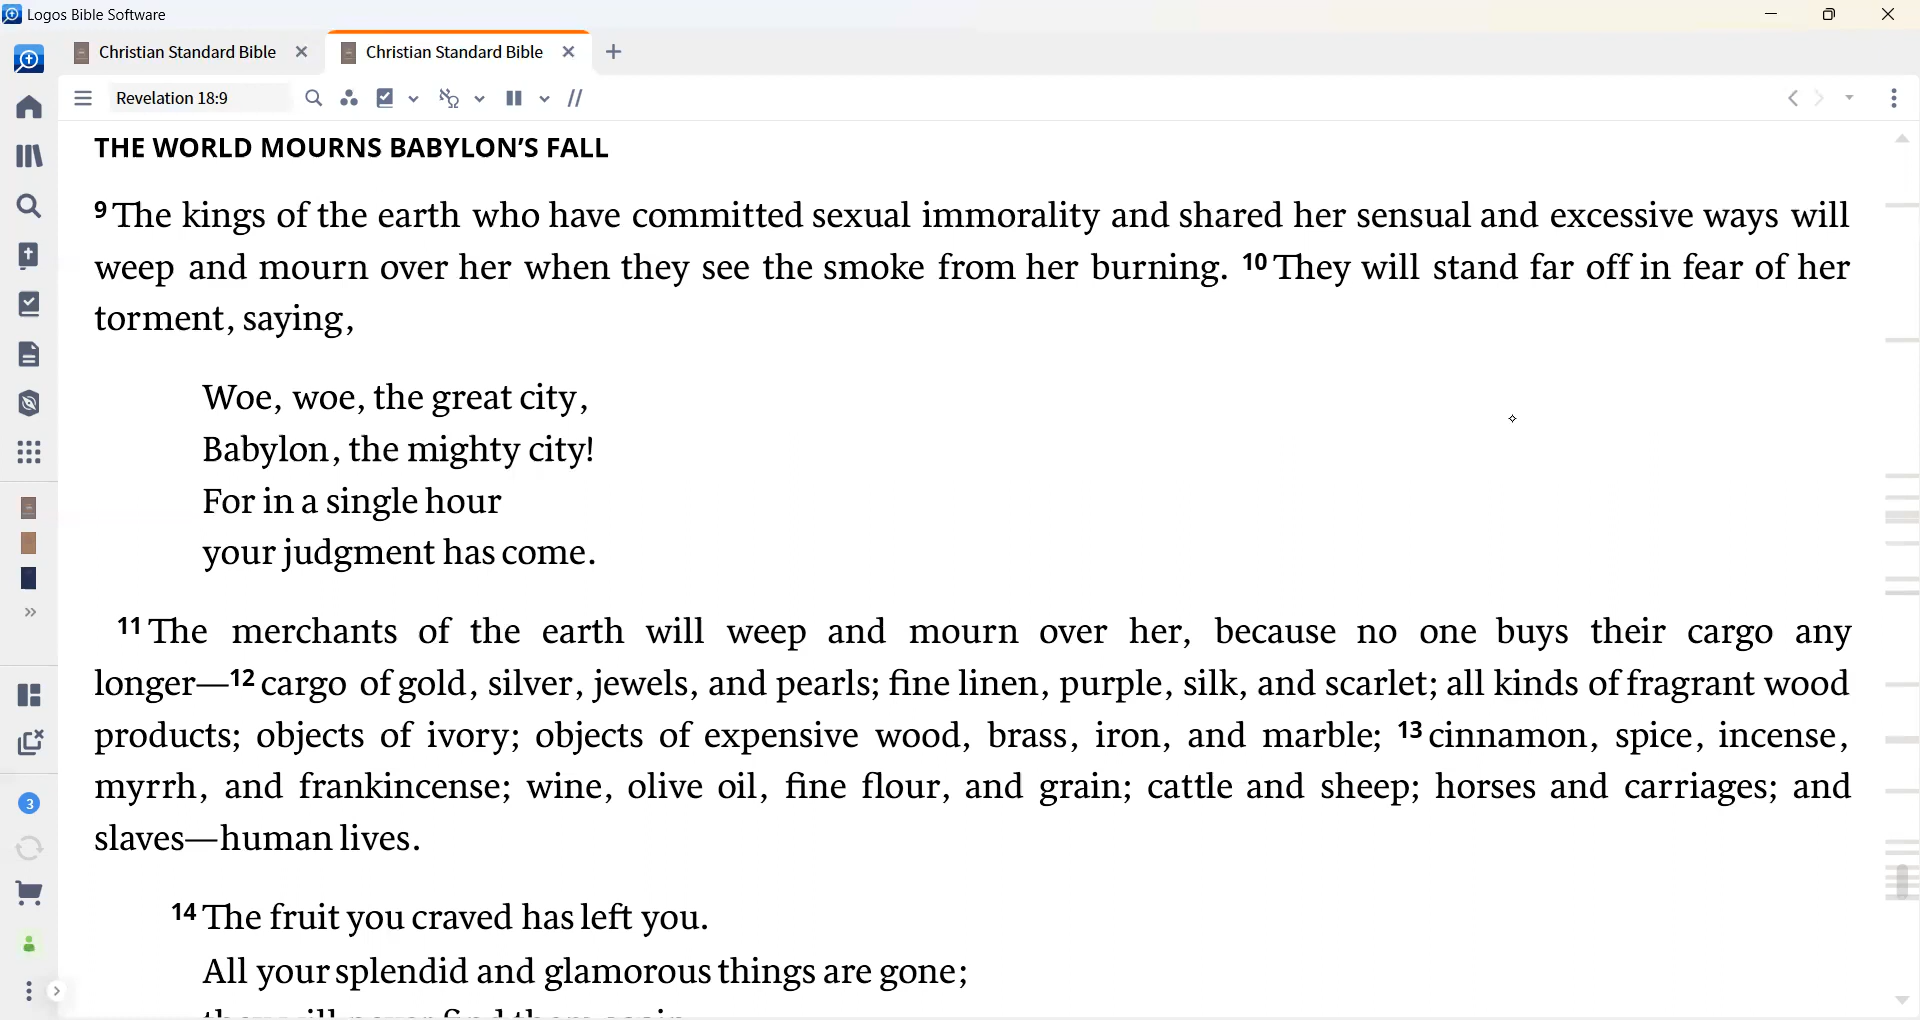 Logos Bible Software
Christian Standard Bible
Christian Standard Bible
Revelation 18:9
THE WORLD MOURNS BABYLON’S FALL
9 The kings of the earth who have committed sexual immorality and shared her sensual and excessive ways will
weep and mourn over her when they see the smoke from her burning. 10 They will stand far off in fear of her
torment, saying,
Woe, woe, the great city,
Babylon, the mighty city!
For in a single hour
your judgment has come.
11 The merchants of the earth will weep and mourn over her, because no one buys their cargo any
longer—12 cargo of gold, silver, jewels, and pearls; fine linen, purple, silk, and scarlet; all kinds of fragrant wood
products; objects of ivory; objects of expensive wood, brass, iron, and marble; 13 cinnamon, spice, incense,
myrrh, and frankincense; wine, olive oil, fine flour, and grain; cattle and sheep; horses and carriages; and
slaves—human lives.
14 The fruit you craved has left you.
All your splendid and glamorous things are gone;
they will never find them again.
3